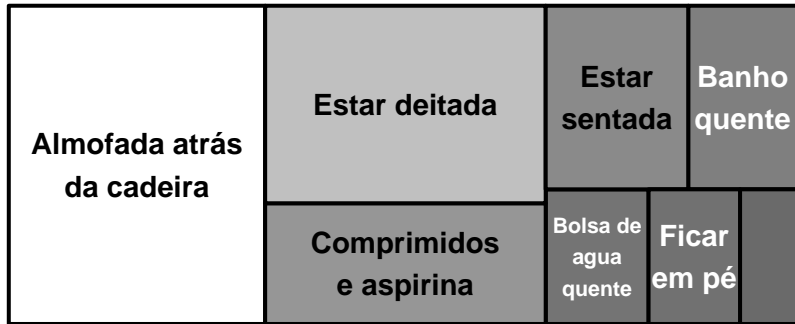 Almofada atrás
da cadeira
Estar deitada
Comprimidos
e aspirina
Estar
sentada
Banho
quente
Bolsa de
agua
quente
Ficar
em pé